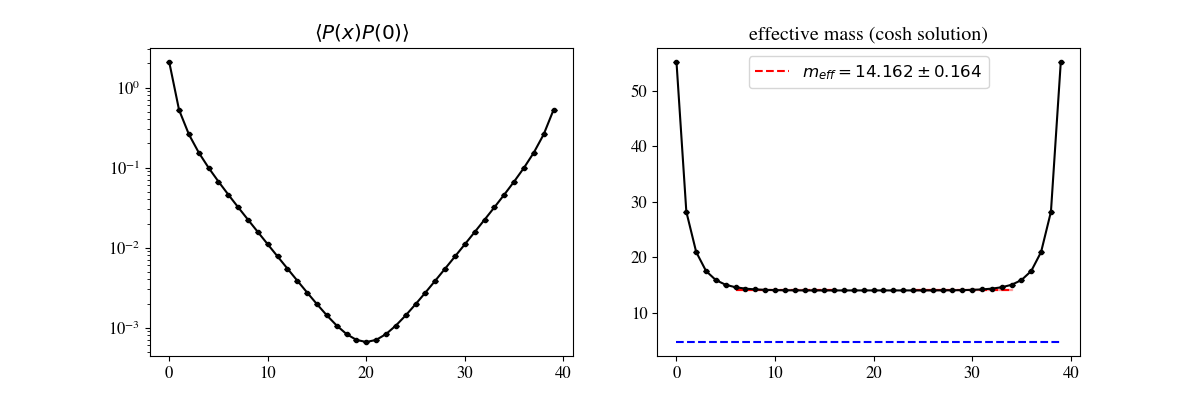 ⟨P(x)P(0)⟩
10⁰
10⁻¹
10⁻²
10⁻³
0 10 20 30 40
effective mass (cosh solution)
m_eff = 14.162 ± 0.164
50
40
30
20
10
0 10 20 30 40